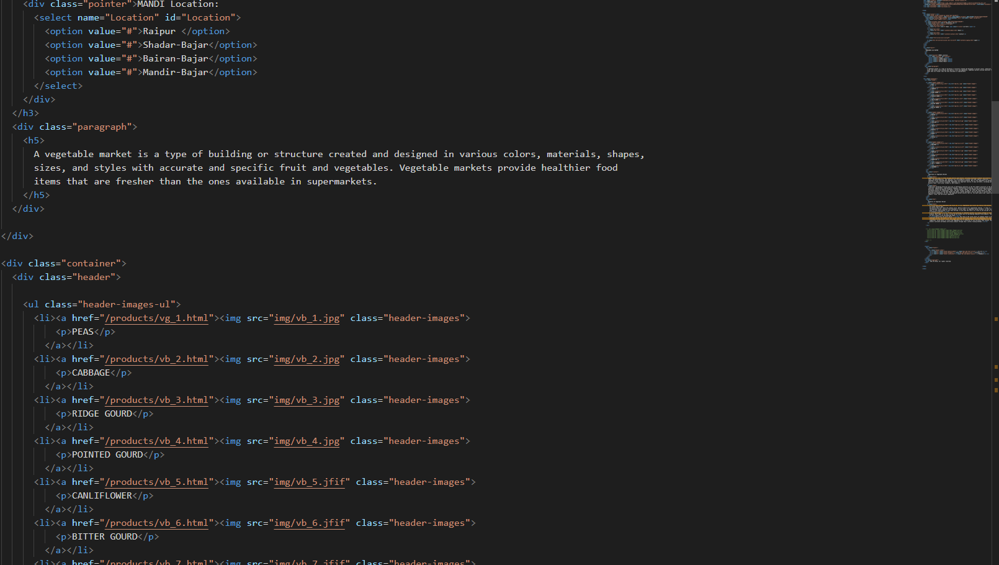 <div class="pointer">MANDI Location:
<select name="Location" id="Location">
<option value="#">Raipur </option>
<option value="#">Shadar-Bajar</option>
<option value="#">Bairan-Bajar</option>
<option value="#">Mandir-Bajar</option>
</select>
</div>
</h3>
<div class="paragraph">
<h5>
A vegetable market is a type of building or structure created and designed in various colors, materials, shapes,
sizes, and styles with accurate and specific fruit and vegetables. Vegetable markets provide healthier food
items that are fresher than the ones available in supermarkets.
</h5>
</div>
</div>
<div class="container">
<div class="header">
<ul class="header-images-ul">
<li><a href="/products/vg_1.html"><img src="img/vb_1.jpg" class="header-images">
<p>PEAS</p>
</a></li>
<li><a href="/products/vb_2.html"><img src="img/vb_2.jpg" class="header-images">
<p>CABBAGE</p>
</a></li>
<li><a href="/products/vb_3.html"><img src="img/vb_3.jpg" class="header-images">
<p>RIDGE GOURD</p>
</a></li>
<li><a href="/products/vb_4.html"><img src="img/vb_4.jpg" class="header-images">
<p>POINTED GOURD</p>
</a></li>
<li><a href="/products/vb_5.html"><img src="img/vb_5.jfif" class="header-images">
<p>CANLIFLOWER</p>
</a></li>
<li><a href="/products/vb_6.html"><img src="img/vb_6.jfif" class="header-images">
<p>BITTER GOURD</p>
</a></li>
<li><a href="/products/vb_7.html"><img src="img/vb_7.jfif" class="header-images">